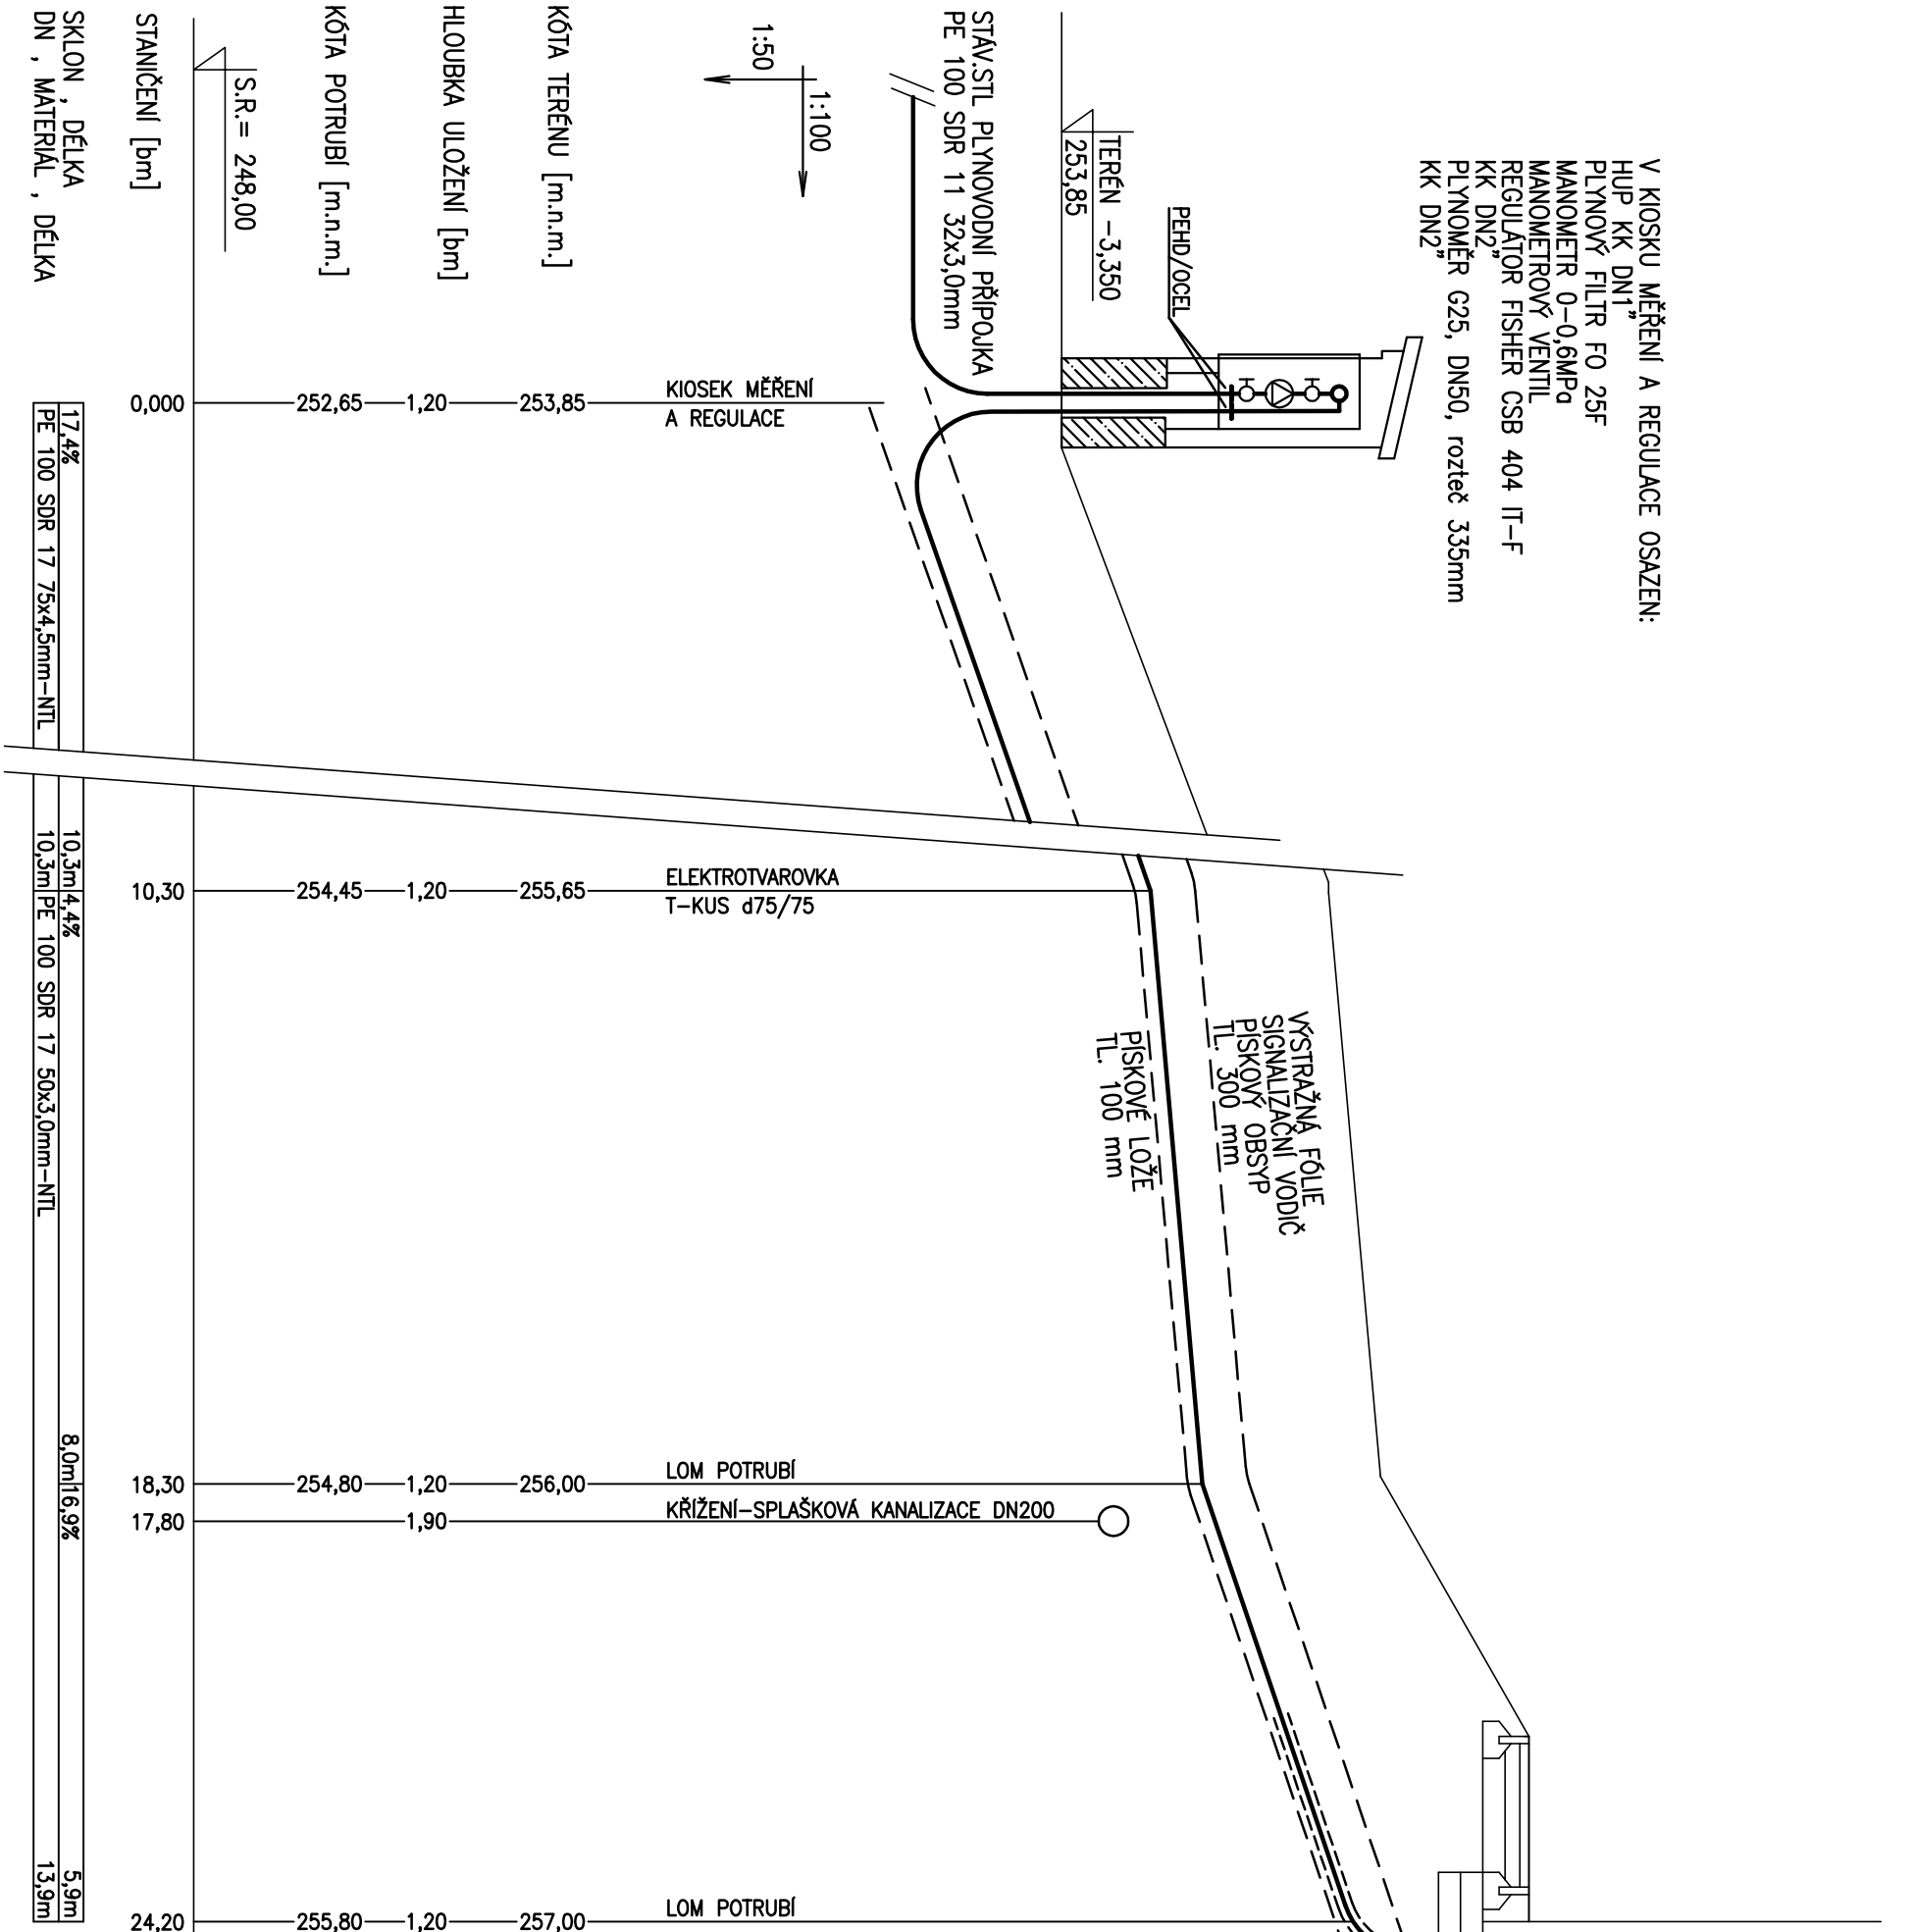 V KIOSKU MĚŘENÍ A REGULACE OSAZEN:
HUP KK DN1"
PLYNOVÝ FILTR FO 25F
MANOMETR 0-0,6MPa
MANOMETROVÝ VENTIL
REGULÁTOR FISHER CSB 404 IT-F
KK DN2"
PLYNOMĚR G25, DN50, rozteč 335mm
KK DN2"
PEHD/OCEL
TERÉN -3,350
253,85
STÁV.STL PLYNOVODNÍ PŘÍPOJKA
PE 100 SDR 11 32x3,0mm
1:100
1:50
VÝSTRAŽNÁ FÓLIE
SIGNALIZAČNÍ VODIČ
PÍSKOVÝ OBSYP
TL. 300 mm
PÍSKOVÉ LOŽE
TL. 100 mm
KIOSEK MĚŘENÍ
A REGULACE
ELEKTROTVAROVKA
T-KUS d75/75
LOM POTRUBÍ
KŘÍŽENÍ-SPLAŠKOVÁ KANALIZACE DN200
LOM POTRUBÍ
KÓTA TERÉNU [m.n.m.]
253,85
255,65
256,00
257,00
HLOUBKA ULOŽENÍ [bm]
1,20
1,20
1,20
1,90
1,20
KÓTA POTRUBÍ [m.n.m.]
252,65
254,45
254,80
255,80
S.R.= 248,00
STANIČENÍ [bm]
0,000
10,30
18,30
17,80
24,20
SKLON , DÉLKA
17,4%
10,3m
4,4%
8,0m
16,9%
5,9m
DN , MATERIÁL , DÉLKA
PE 100 SDR 17 75x4,5mm-NTL
10,3m
PE 100 SDR 17 50x3,0mm-NTL
13,9m